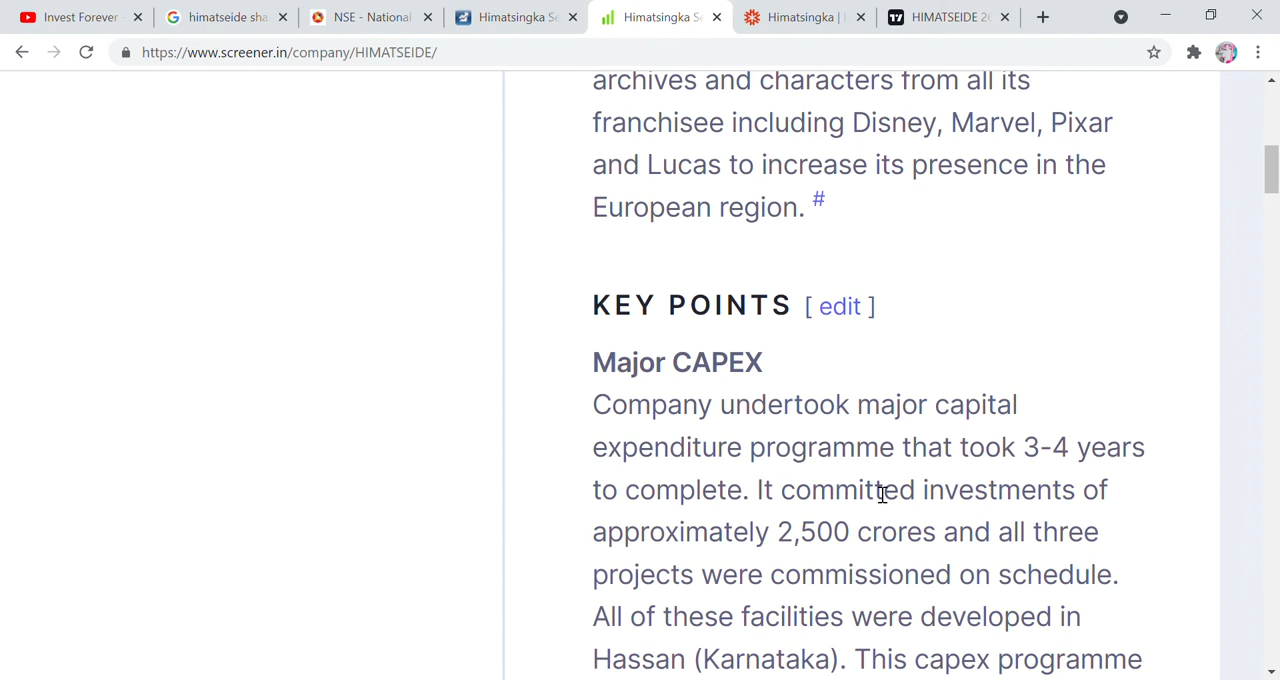 Invest Forever
himatseide sha
NSE - National
Himatsingka Se
Himatsingka Se
Himatsingka |
HIMATSEIDE 26
https://www.screener.in/company/HIMATSEIDE/
archives and characters from all its
franchisee including Disney, Marvel, Pixar
and Lucas to increase its presence in the
European region. #
KEY POINTS [ edit ]
Major CAPEX
Company undertook major capital
expenditure programme that took 3-4 years
to complete. It committed investments of
approximately 2,500 crores and all three
projects were commissioned on schedule.
All of these facilities were developed in
Hassan (Karnataka). This capex programme